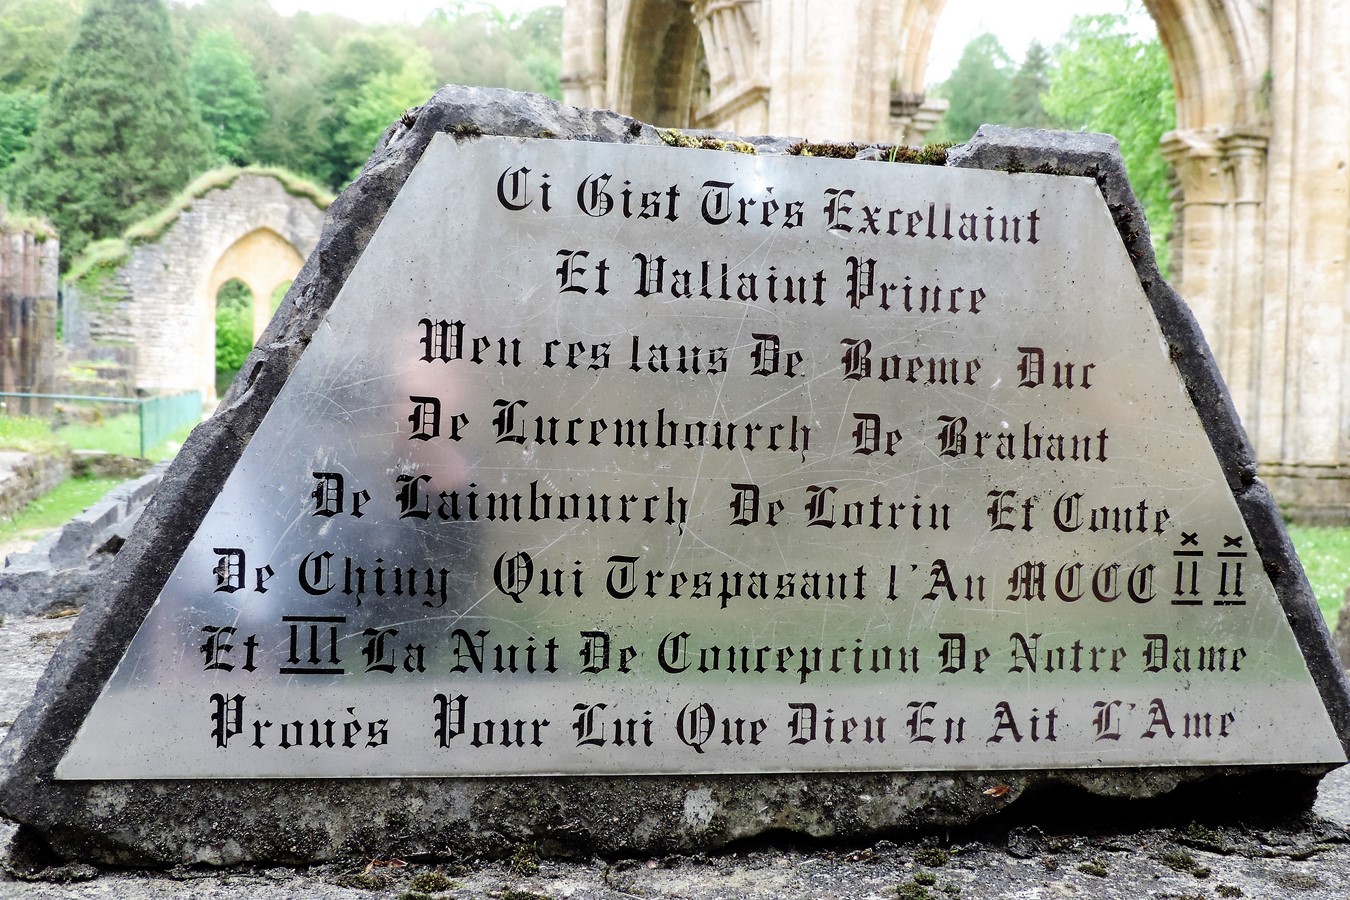 Ci Gist Très Excellaint
Et Vallaint Prince
Wen ces laus De Boeme Duc
De Lucembourch De Brabant
De Laimbourch De Lotrin Et Conte
De Chiny Qui Trespasant l'An MCCC II^X II^X
Et III La Nuit De Concepcion De Notre Dame
Prouès Pour Lui Que Dieu En Ait L'Ame